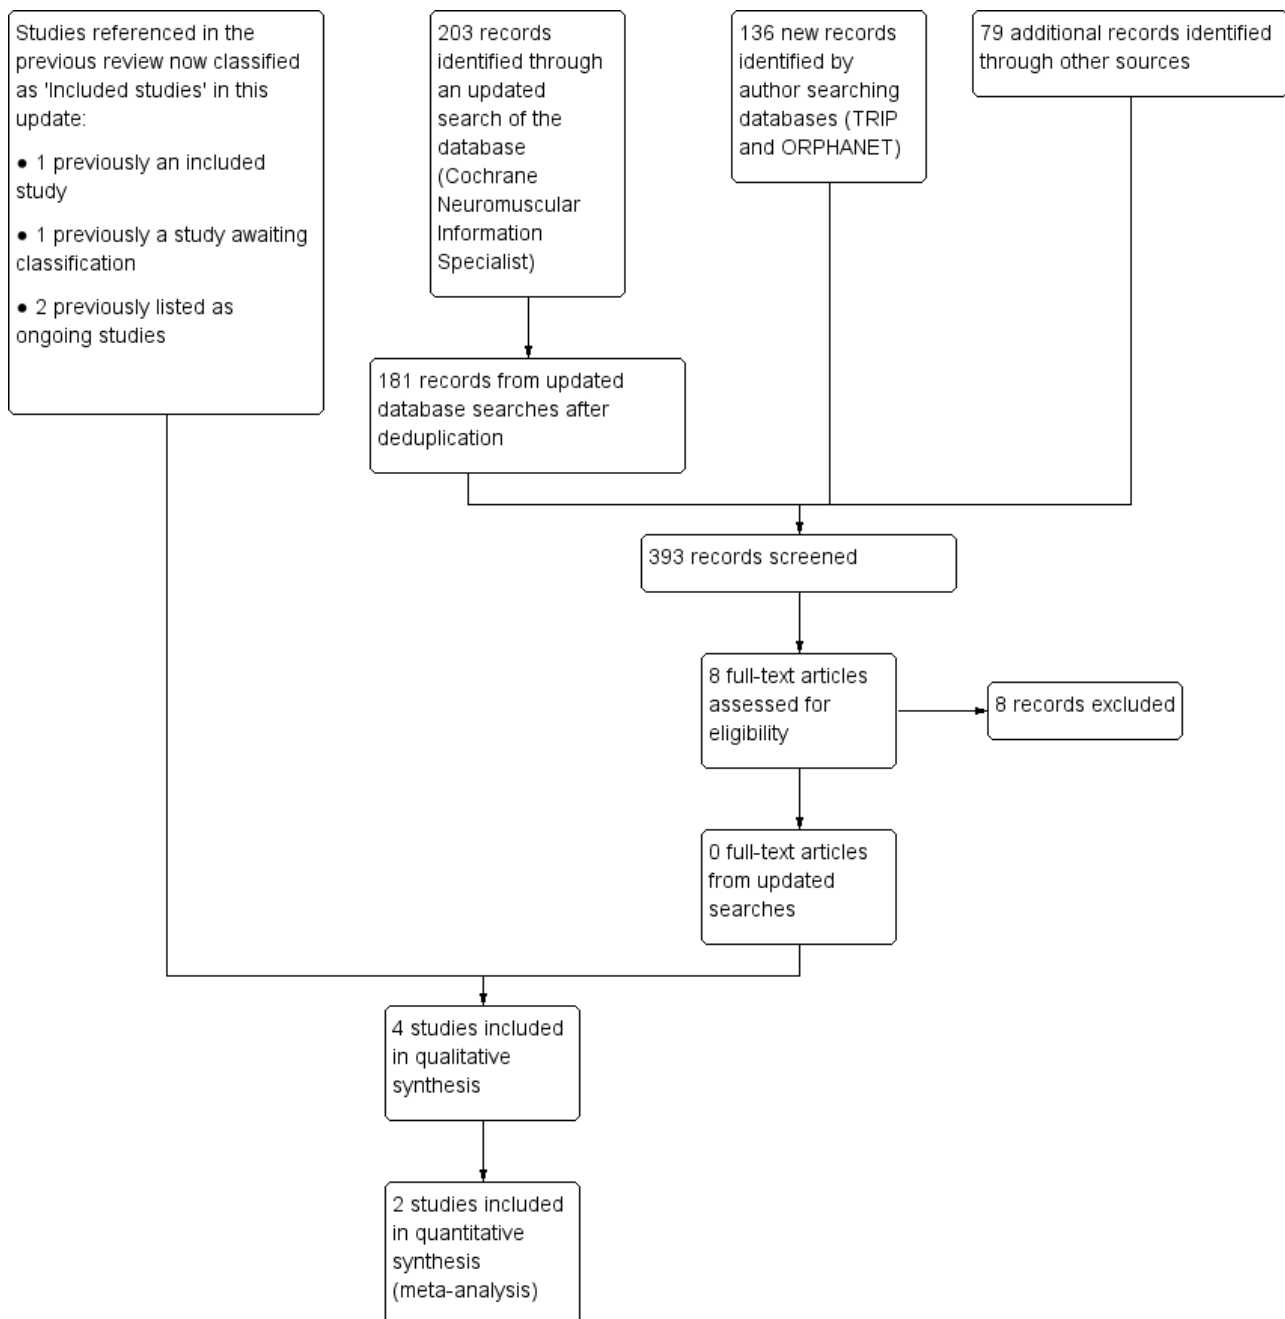 Studies referenced in the
previous review now classified
as 'Included studies' in this
update:
● 1 previously an included
study
● 1 previously a study awaiting
classification
● 2 previously listed as
ongoing studies
203 records
identified through
an updated
search of the
database
(Cochrane
Neuromuscular
Information
Specialist)
136 new records
identified by
author searching
databases (TRIP
and ORPHANET)
79 additional records identified
through other sources
181 records from updated
database searches after
deduplication
393 records screened
8 full-text articles
assessed for
eligibility
8 records excluded
0 full-text articles
from updated
searches
4 studies included
in qualitative
synthesis
2 studies included
in quantitative
synthesis
(meta-analysis)